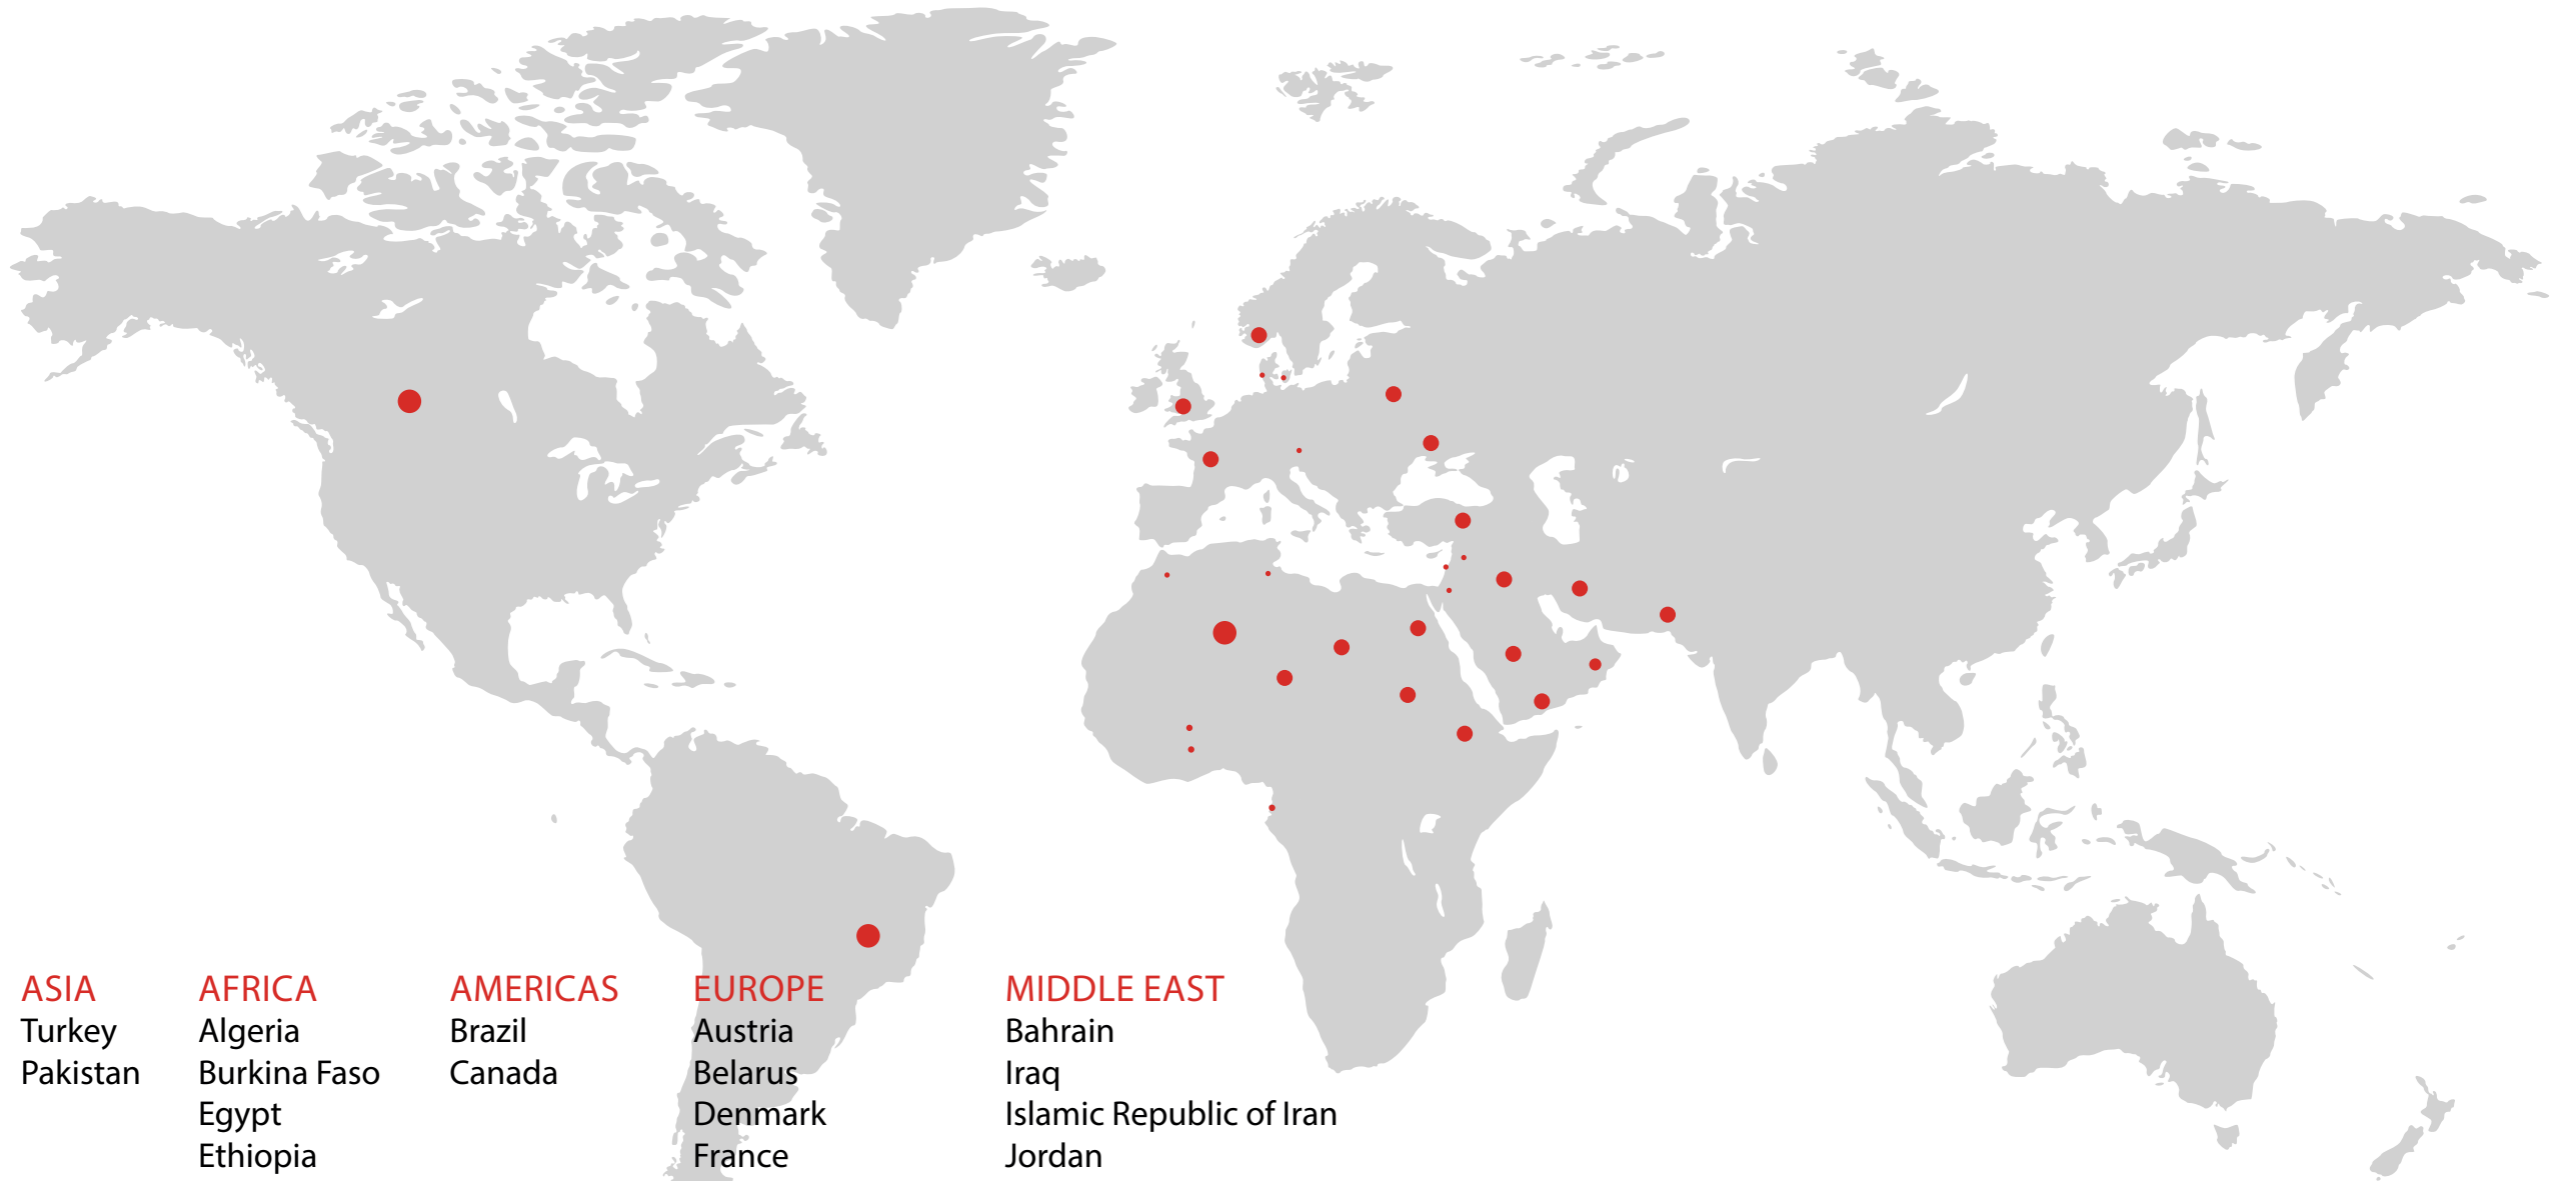 ASIA
Turkey
Pakistan
AFRICA
Algeria
Burkina Faso
Egypt
Ethiopia
AMERICAS
Brazil
Canada
EUROPE
Austria
Belarus
Denmark
France
MIDDLE EAST
Bahrain
Iraq
Islamic Republic of Iran
Jordan